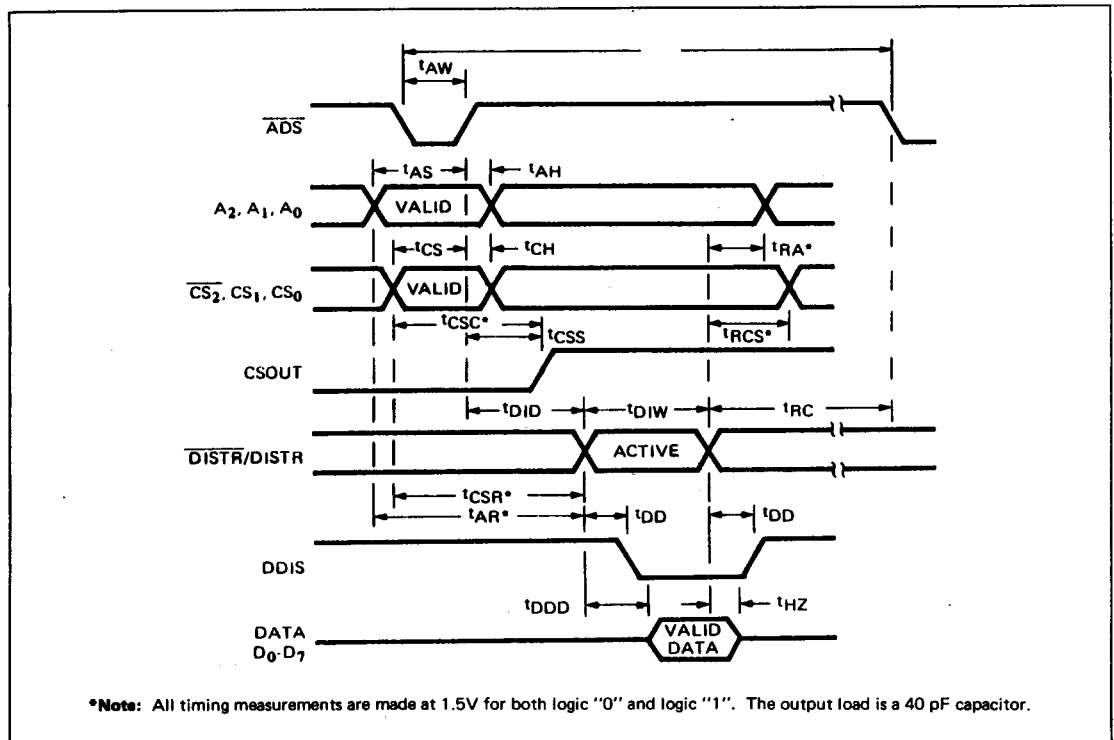 tAW
ADS
tAS
tAH
A2, A1, A0
VALID
tCS
tCH
tRA*
CS2, CS1, CS0
VALID
tCSC*
tCSS
tRCS*
CSOUT
tDID
tDIW
tRC
DISTR/DISTR
ACTIVE
tCSR*
tAR*
tDD
tDD
DDIS
tDDD
tHZ
DATA
D0-D7
VALID
DATA
*Note: All timing measurements are made at 1.5V for both logic "0" and logic "1". The output load is a 40 pF capacitor.